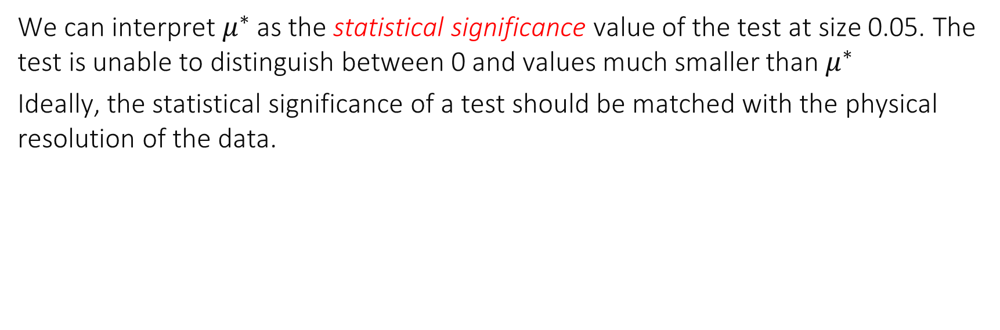 We can interpret μ* as the statistical significance value of the test at size 0.05. The
test is unable to distinguish between 0 and values much smaller than μ*
Ideally, the statistical significance of a test should be matched with the physical
resolution of the data.